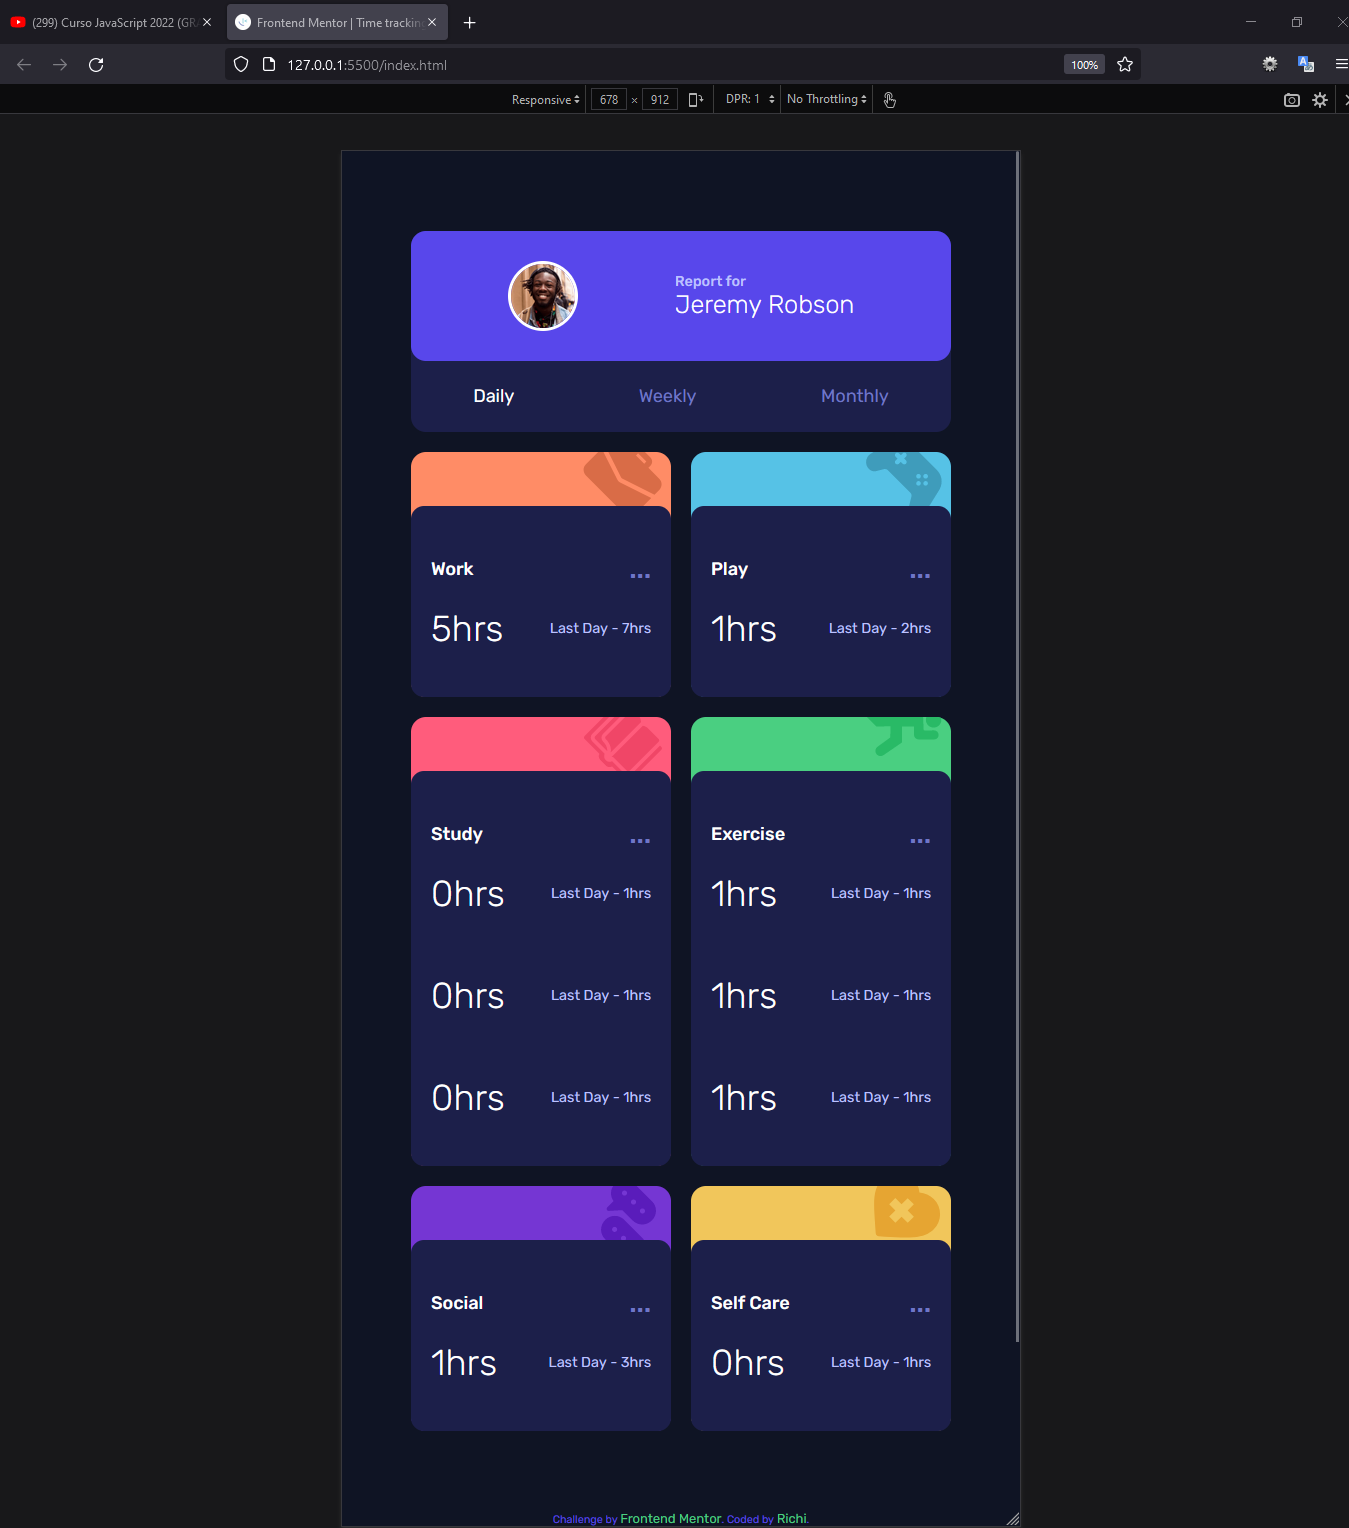 (299) Curso JavaScript 2022 (GR
Frontend Mentor | Time tracking
127.0.0.1:5500/index.html
100%
Responsive
678 × 912
DPR: 1
No Throttling
Report for
Jeremy Robson
Daily
Weekly
Monthly
Work
...
5hrs
Last Day - 7hrs
Play
...
1hrs
Last Day - 2hrs
Study
...
0hrs
Last Day - 1hrs
0hrs
Last Day - 1hrs
0hrs
Last Day - 1hrs
Exercise
...
1hrs
Last Day - 1hrs
1hrs
Last Day - 1hrs
1hrs
Last Day - 1hrs
Social
...
1hrs
Last Day - 3hrs
Self Care
...
0hrs
Last Day - 1hrs
Challenge by Frontend Mentor. Coded by Richi.